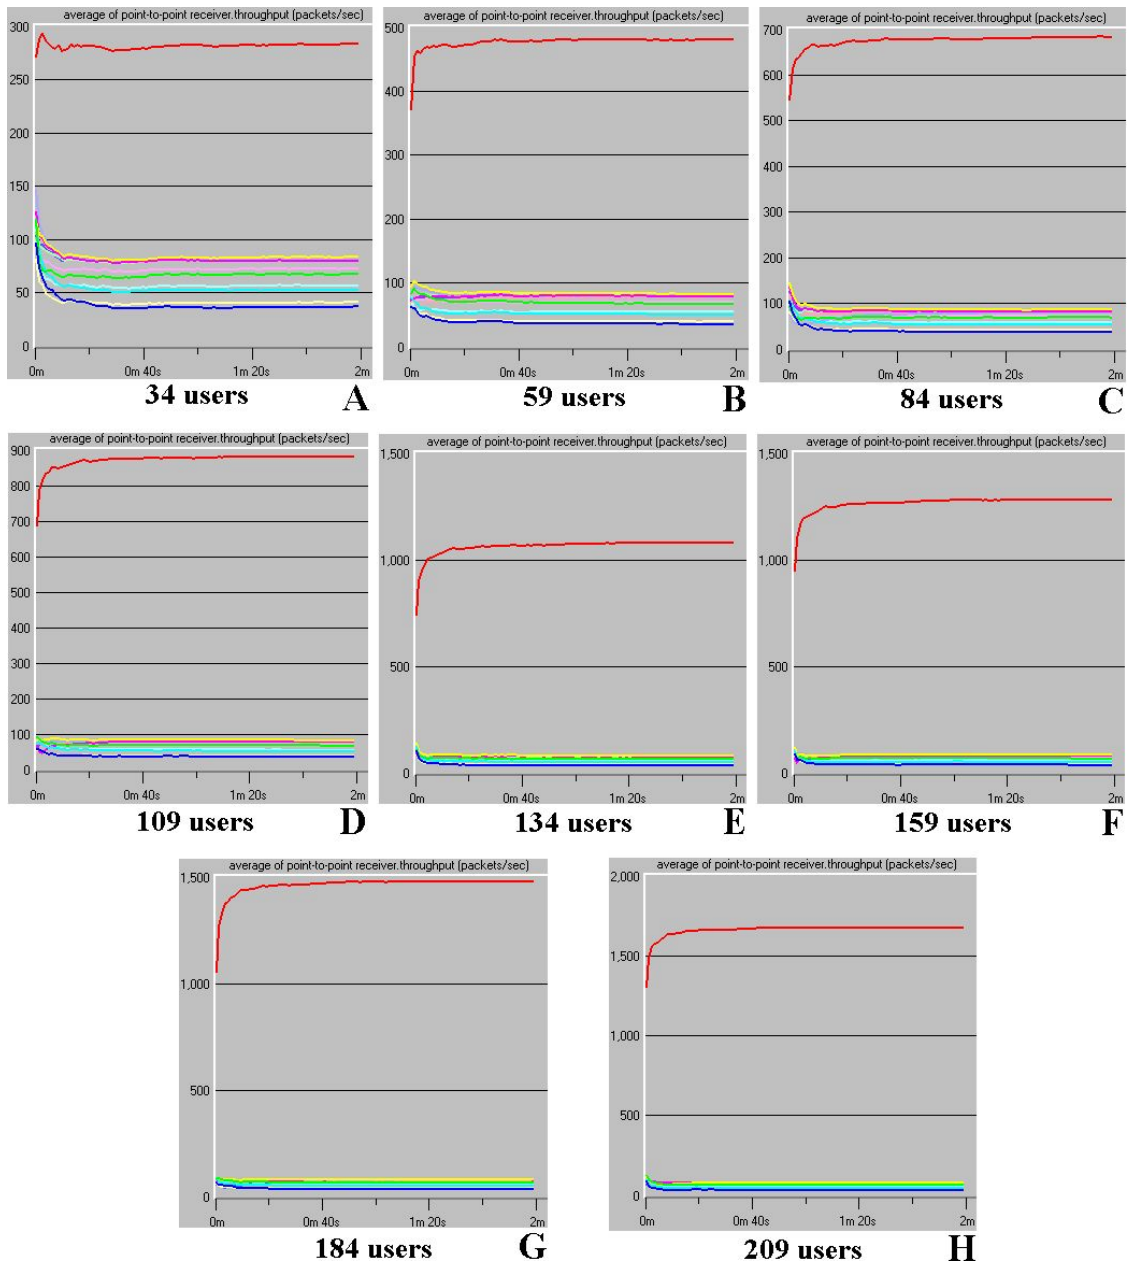 average of point-to-point receiver.throughput (packets/sec)
300
250
200
150
100
50
0
0m 0m 40s 1m 20s 2m
34 users A
average of point-to-point receiver.throughput (packets/sec)
500
400
300
200
100
0
0m 0m 40s 1m 20s 2m
59 users B
average of point-to-point receiver.throughput (packets/sec)
700
600
500
400
300
200
100
0
0m 0m 40s 1m 20s 2m
84 users C
average of point-to-point receiver.throughput (packets/sec)
900
800
700
600
500
400
300
200
100
0
0m 0m 40s 1m 20s 2m
109 users D
average of point-to-point receiver.throughput (packets/sec)
1,500
1,000
500
0
0m 0m 40s 1m 20s 2m
134 users E
average of point-to-point receiver.throughput (packets/sec)
1,500
1,000
500
0
0m 0m 40s 1m 20s 2m
159 users F
average of point-to-point receiver.throughput (packets/sec)
1,500
1,000
500
0
0m 0m 40s 1m 20s 2m
184 users G
average of point-to-point receiver.throughput (packets/sec)
2,000
1,500
1,000
500
0
0m 0m 40s 1m 20s 2m
209 users H